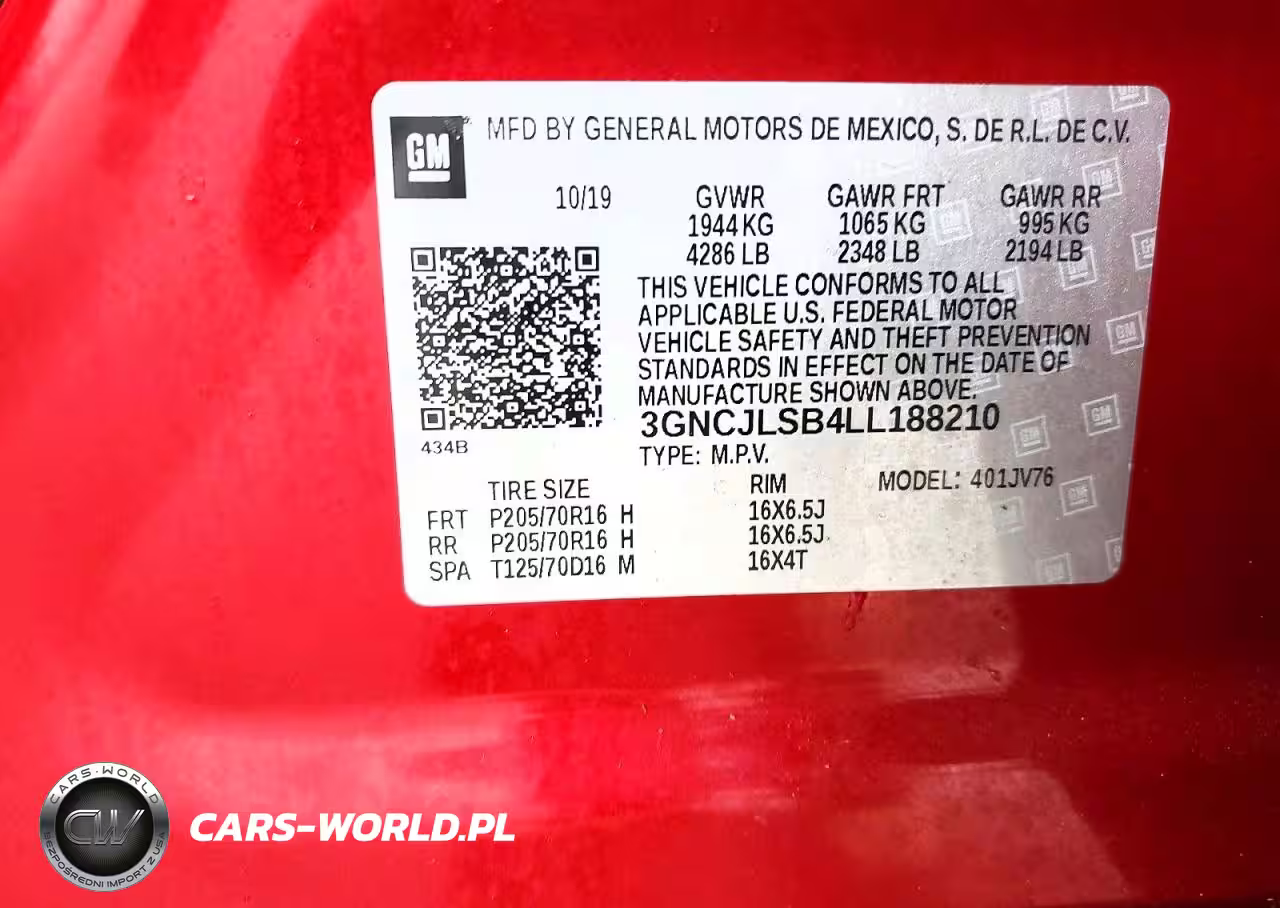 GM
MFD BY GENERAL MOTORS DE MEXICO, S. DE R.L. DE C.V.
10/19 GVWR GAWR FRT GAWR RR
1944 KG 1065 KG 995 KG
4286 LB 2348 LB 2194 LB
THIS VEHICLE CONFORMS TO ALL
APPLICABLE U.S. FEDERAL MOTOR
VEHICLE SAFETY AND THEFT PREVENTION
STANDARDS IN EFFECT ON THE DATE OF
MANUFACTURE SHOWN ABOVE.
434B
3GNCJLSB4LL188210
TYPE: M.P.V.
TIRE SIZE RIM MODEL: 401JV76
FRT P205/70R16 H 16X6.5J
RR P205/70R16 H 16X6.5J
SPA T125/70D16 M 16X4T
CARS-WORLD
CW
BEZPOŚREDNI IMPORT Z USA
CARS-WORLD.PL